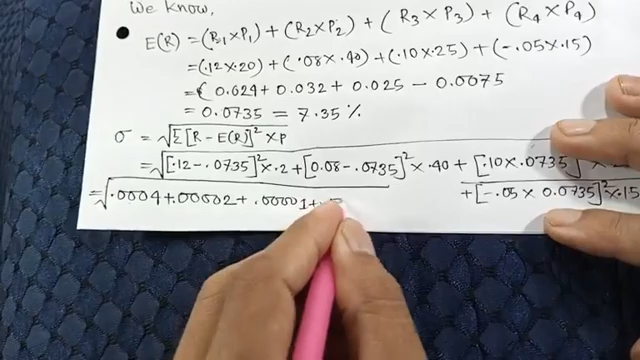 We know,
E(R) = (R1×P1) + (R2×P2) + (R3×P3) + (R4×P4)
= (.12×.20) + (.08×.40) + (.10×.25) + (-.05×.15)
= (0.024 + 0.032 + 0.025 - 0.0075
= 0.0735 = 7.35%
σ = √Σ[R-E(R)]²×P
= √[.12-.0735]²×.2+[0.08-.0735]²×.40 + [.10×.0735]
+[-.05×0.0735]²×.15
= √.0004+.00002+.00001+